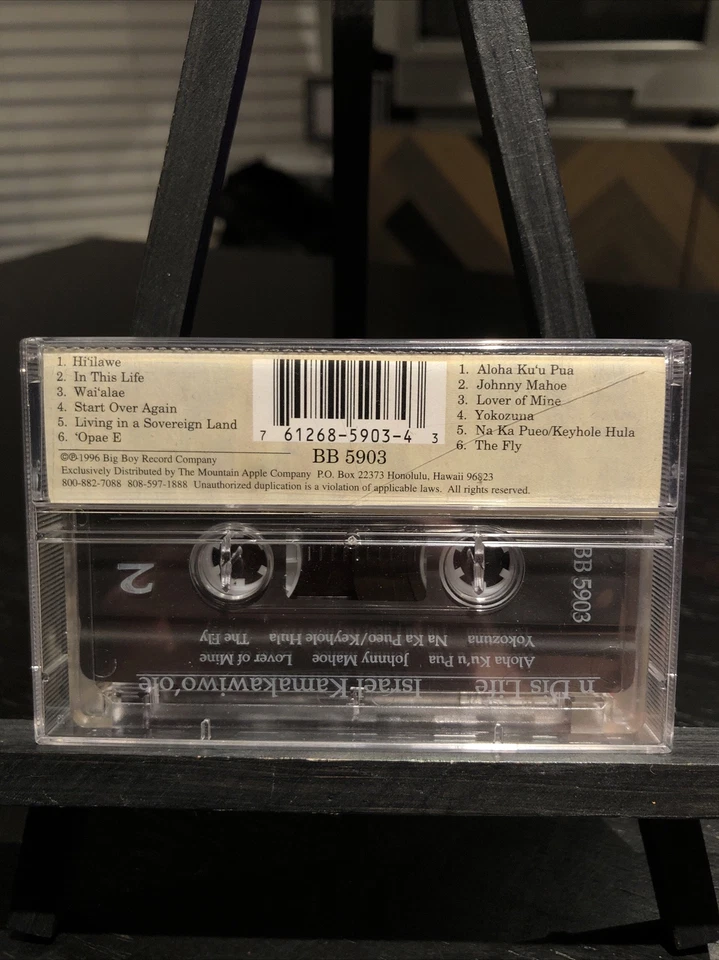 1. Hi'ilawe
2. In This Life
3. Wai'alae
4. Start Over Again
5. Living in a Sovereign Land
6. 'Opae E
7 61268-5903-4 3
BB 5903
1. Aloha Ku'u Pua
2. Johnny Mahoe
3. Lover of Mine
4. Yokozuna
5. Na Ka Pueo/Keyhole Hula
6. The Fly
©℗1996 Big Boy Record Company
Exclusively Distributed by The Mountain Apple Company P.O. Box 22373 Honolulu, Hawaii 96823
800-882-7088 808-597-1888 Unauthorized duplication is a violation of applicable laws. All rights reserved.
n Dis Life Israel Kamakawiwo'ole
Aloha Ku'u Pua Johnny Mahoe Lover of Mine
Yokozuna Na Ka Pueo/Keyhole Hula The Fly
2
BB 5903